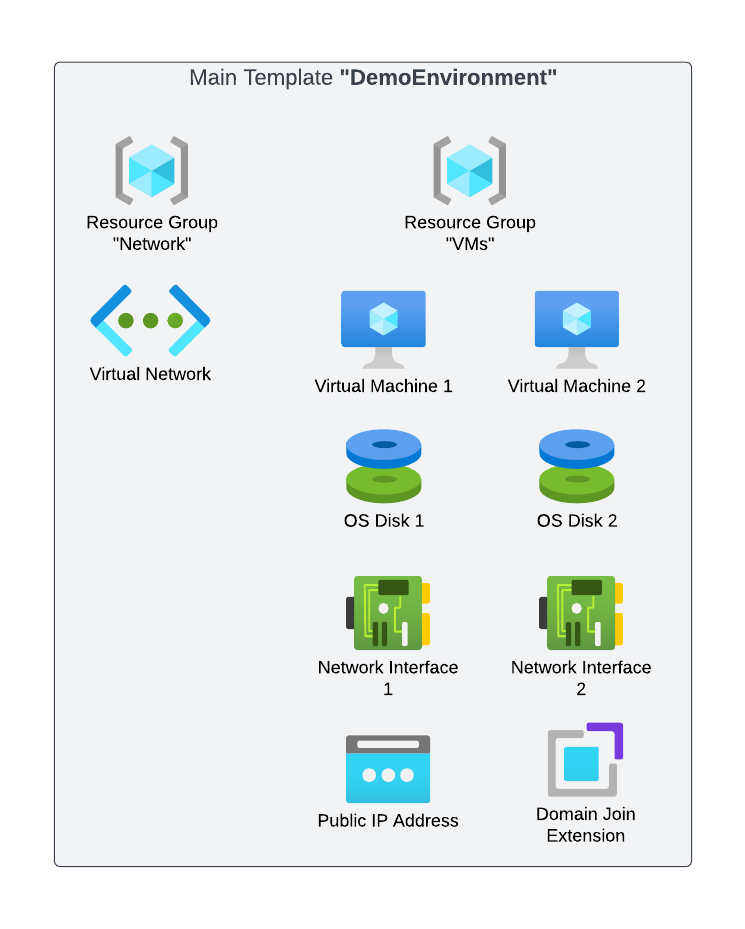 Main Template "DemoEnvironment"
Resource Group
"Network"
Resource Group
"VMs"
Virtual Network
Virtual Machine 1
Virtual Machine 2
OS Disk 1
OS Disk 2
Network Interface
1
Network Interface
2
Public IP Address
Domain Join
Extension